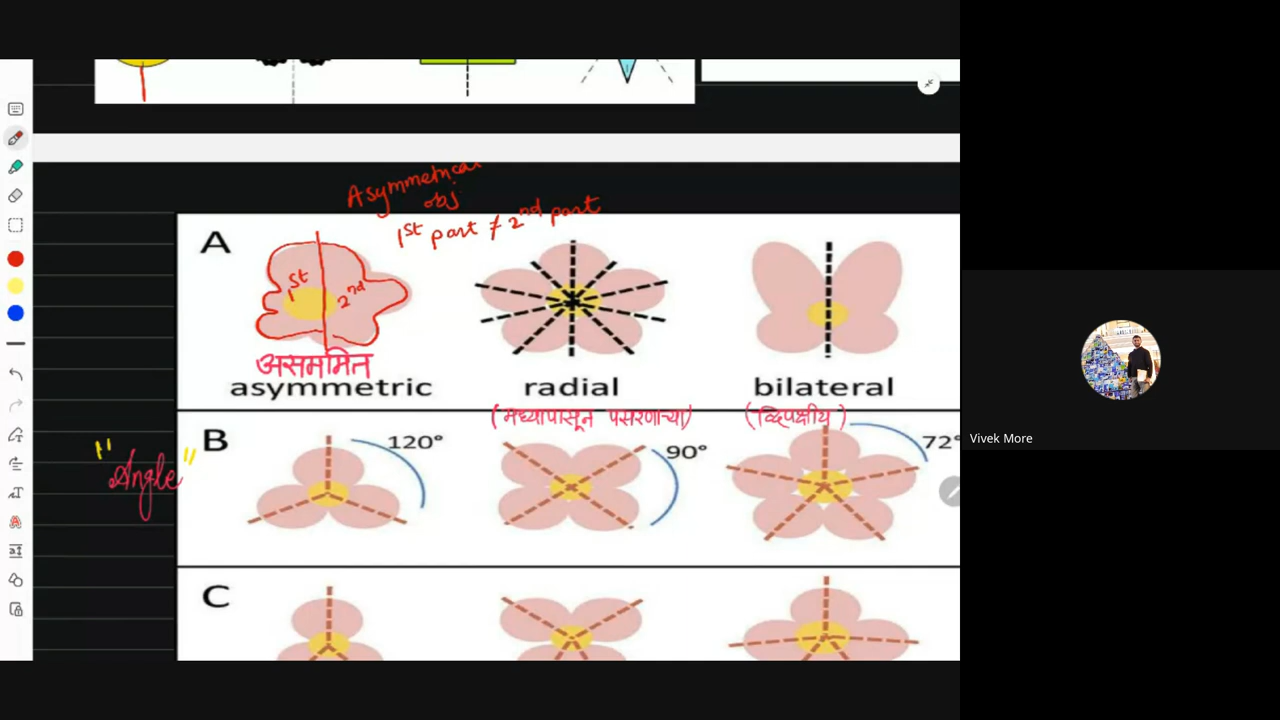 Asymmetrical
obj
1st part ≠ 2nd part
A
1st
2nd
असममित
asymmetric
radial
bilateral
(मध्यापासून पसरणाऱ्या)
(द्विपक्षीय)
B
120°
90°
72°
"Angle"
C
Vivek More